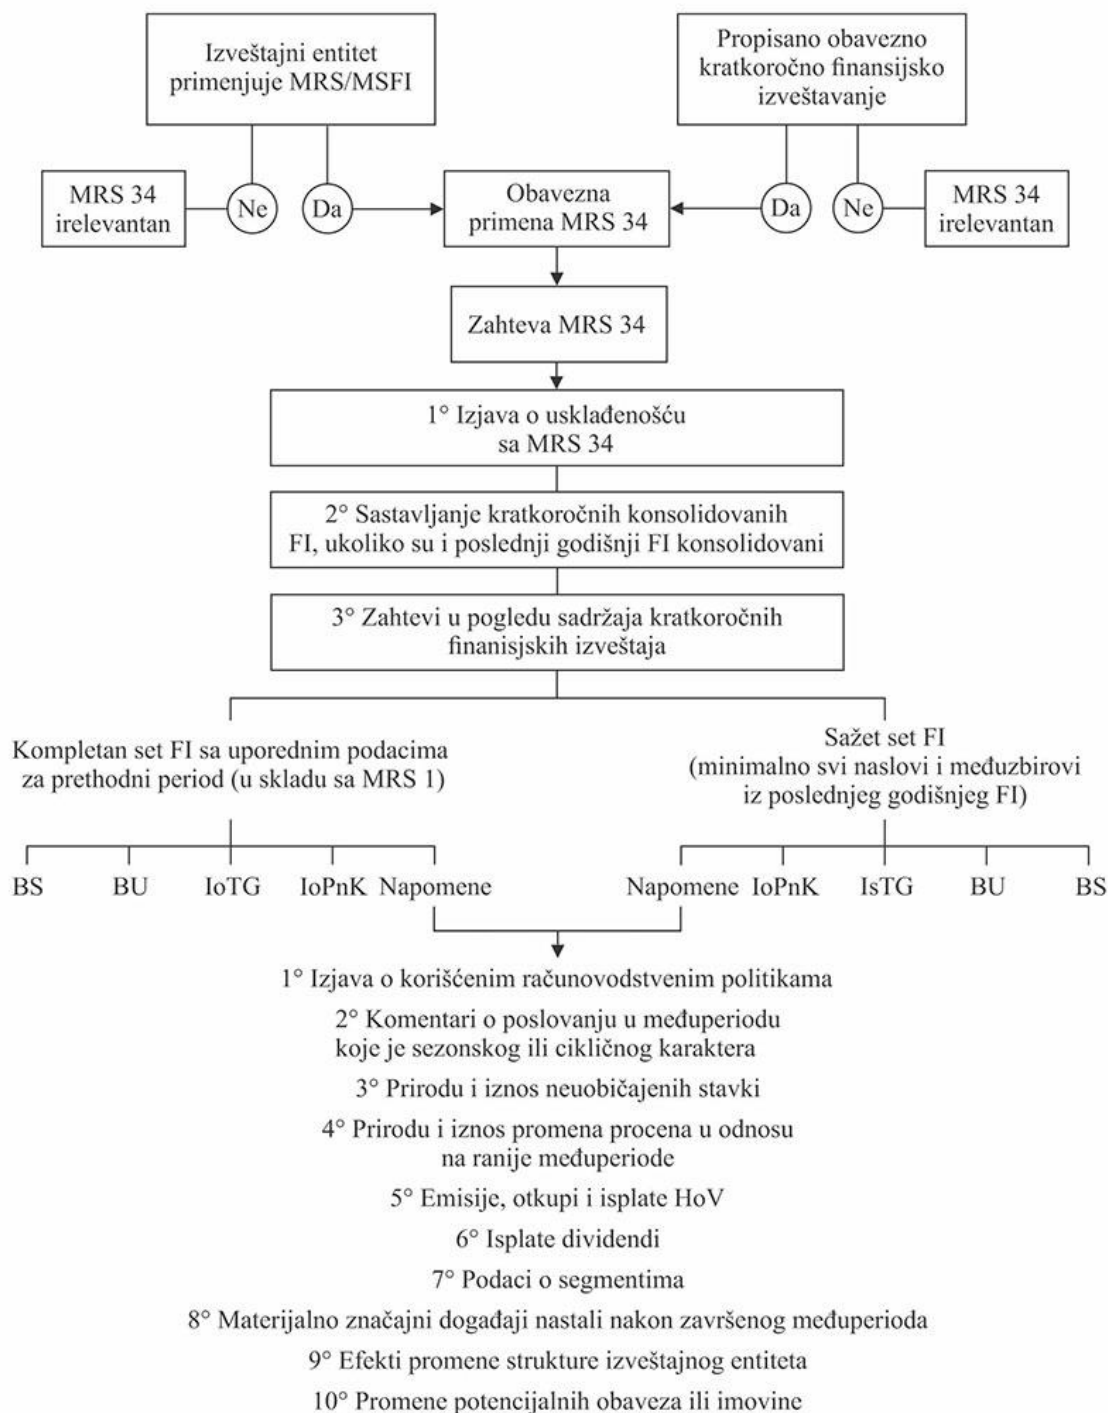 Izveštajni entitet
primenjuje MRS/MSFI
Propisano obavezno
kratkoročno finansijsko
izveštavanje
MRS 34
irelevantan
Ne
Da
Obavezna
primena MRS 34
Da
Ne
MRS 34
irelevantan
Zahteva MRS 34
1° Izjava o usklađenošću
sa MRS 34
2° Sastavljanje kratkoročnih konsolidovanih
FI, ukoliko su i poslednji godišnji FI konsolidovani
3° Zahtevi u pogledu sadržaja kratkoročnih
finanisjskih izveštaja
Kompletan set FI sa uporednim podacima
za prethodni period (u skladu sa MRS 1)
Sažet set FI
(minimalno svi naslovi i međuzbirovi
iz poslednjeg godišnjeg FI)
BS BU IoTG IoPnK Napomene
Napomene IoPnK IsTG BU BS
1° Izjava o korišćenim računovodstvenim politikama
2° Komentari o poslovanju u međuperiodu
koje je sezonskog ili cikličnog karaktera
3° Prirodu i iznos neuobičajenih stavki
4° Prirodu i iznos promena procena u odnosu
na ranije međuperiode
5° Emisije, otkupi i isplate HoV
6° Isplate dividendi
7° Podaci o segmentima
8° Materijalno značajni događaji nastali nakon završenog međuperioda
9° Efekti promene strukture izveštajnog entiteta
10° Promene potencijalnih obaveza ili imovine